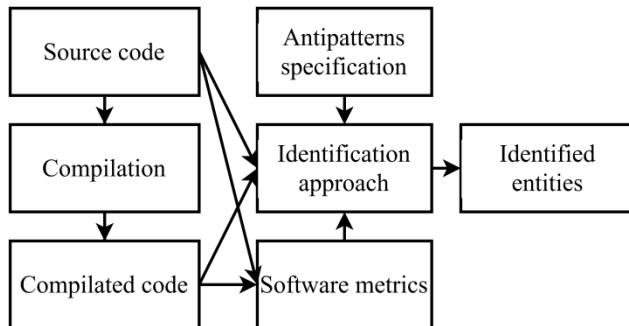 Source code
Antipatterns
specification
Compilation
Identification
approach
Identified
entities
Compilated code
Software metrics